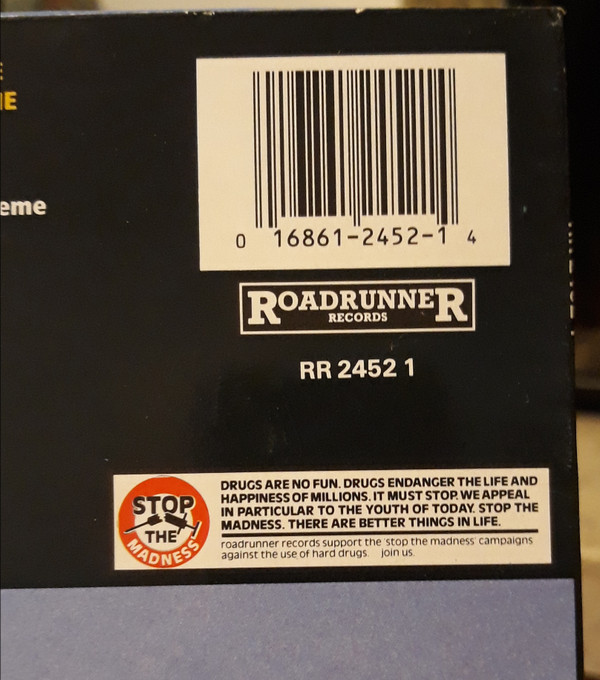 E
eme
0 16861-2452-1 4
ROADRUNNER
RECORDS
RR 2452 1
STOP
THE
MADNESS
DRUGS ARE NO FUN. DRUGS ENDANGER THE LIFE AND
HAPPINESS OF MILLIONS. IT MUST STOP. WE APPEAL
IN PARTICULAR TO THE YOUTH OF TODAY. STOP THE
MADNESS. THERE ARE BETTER THINGS IN LIFE.
roadrunner records support the 'stop the madness' campaigns
against the use of hard drugs. join us.